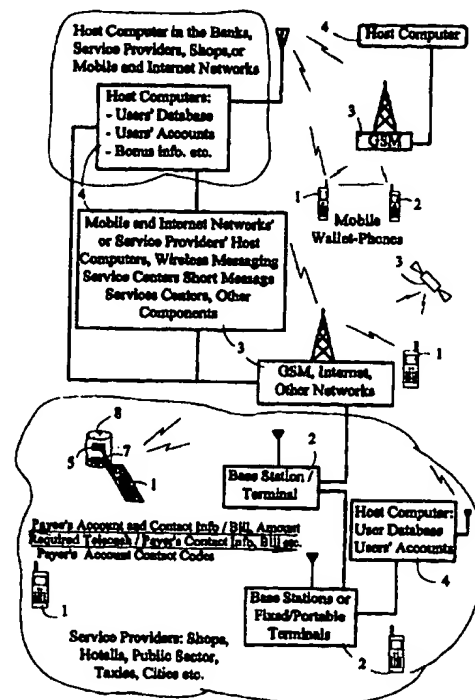 Host Computer in the Banks,
Service Providers, Shops,or
Mobile and Internet Networks
Host Computers:
- Users' Database
- Users' Accounts
- Bonus info. etc.
4
4
Host Computer
3
GSM
1
2
Mobile
Wallet-Phones
Mobile and Internet Networks'
or Service Providers' Host
Computers, Wireless Messaging
Service Centers Short Message
Services Centers, Other
Components
3
3
1
GSM, Internet,
Other Networks
8
5
7
1
2
Base Station /
Terminal
Host Computer:
User Database
Users' Accounts
4
Payee's Account and Contact Info / Bill, Amount
Required Telecash / Payer's Contact Info, Bill etc.
Payer's Account Contact Codes
1
Base Stations or
Fixed/Portable
Terminals
2
Service Providers: Shops,
Hotells, Public Sector,
Taxies, Cities etc.